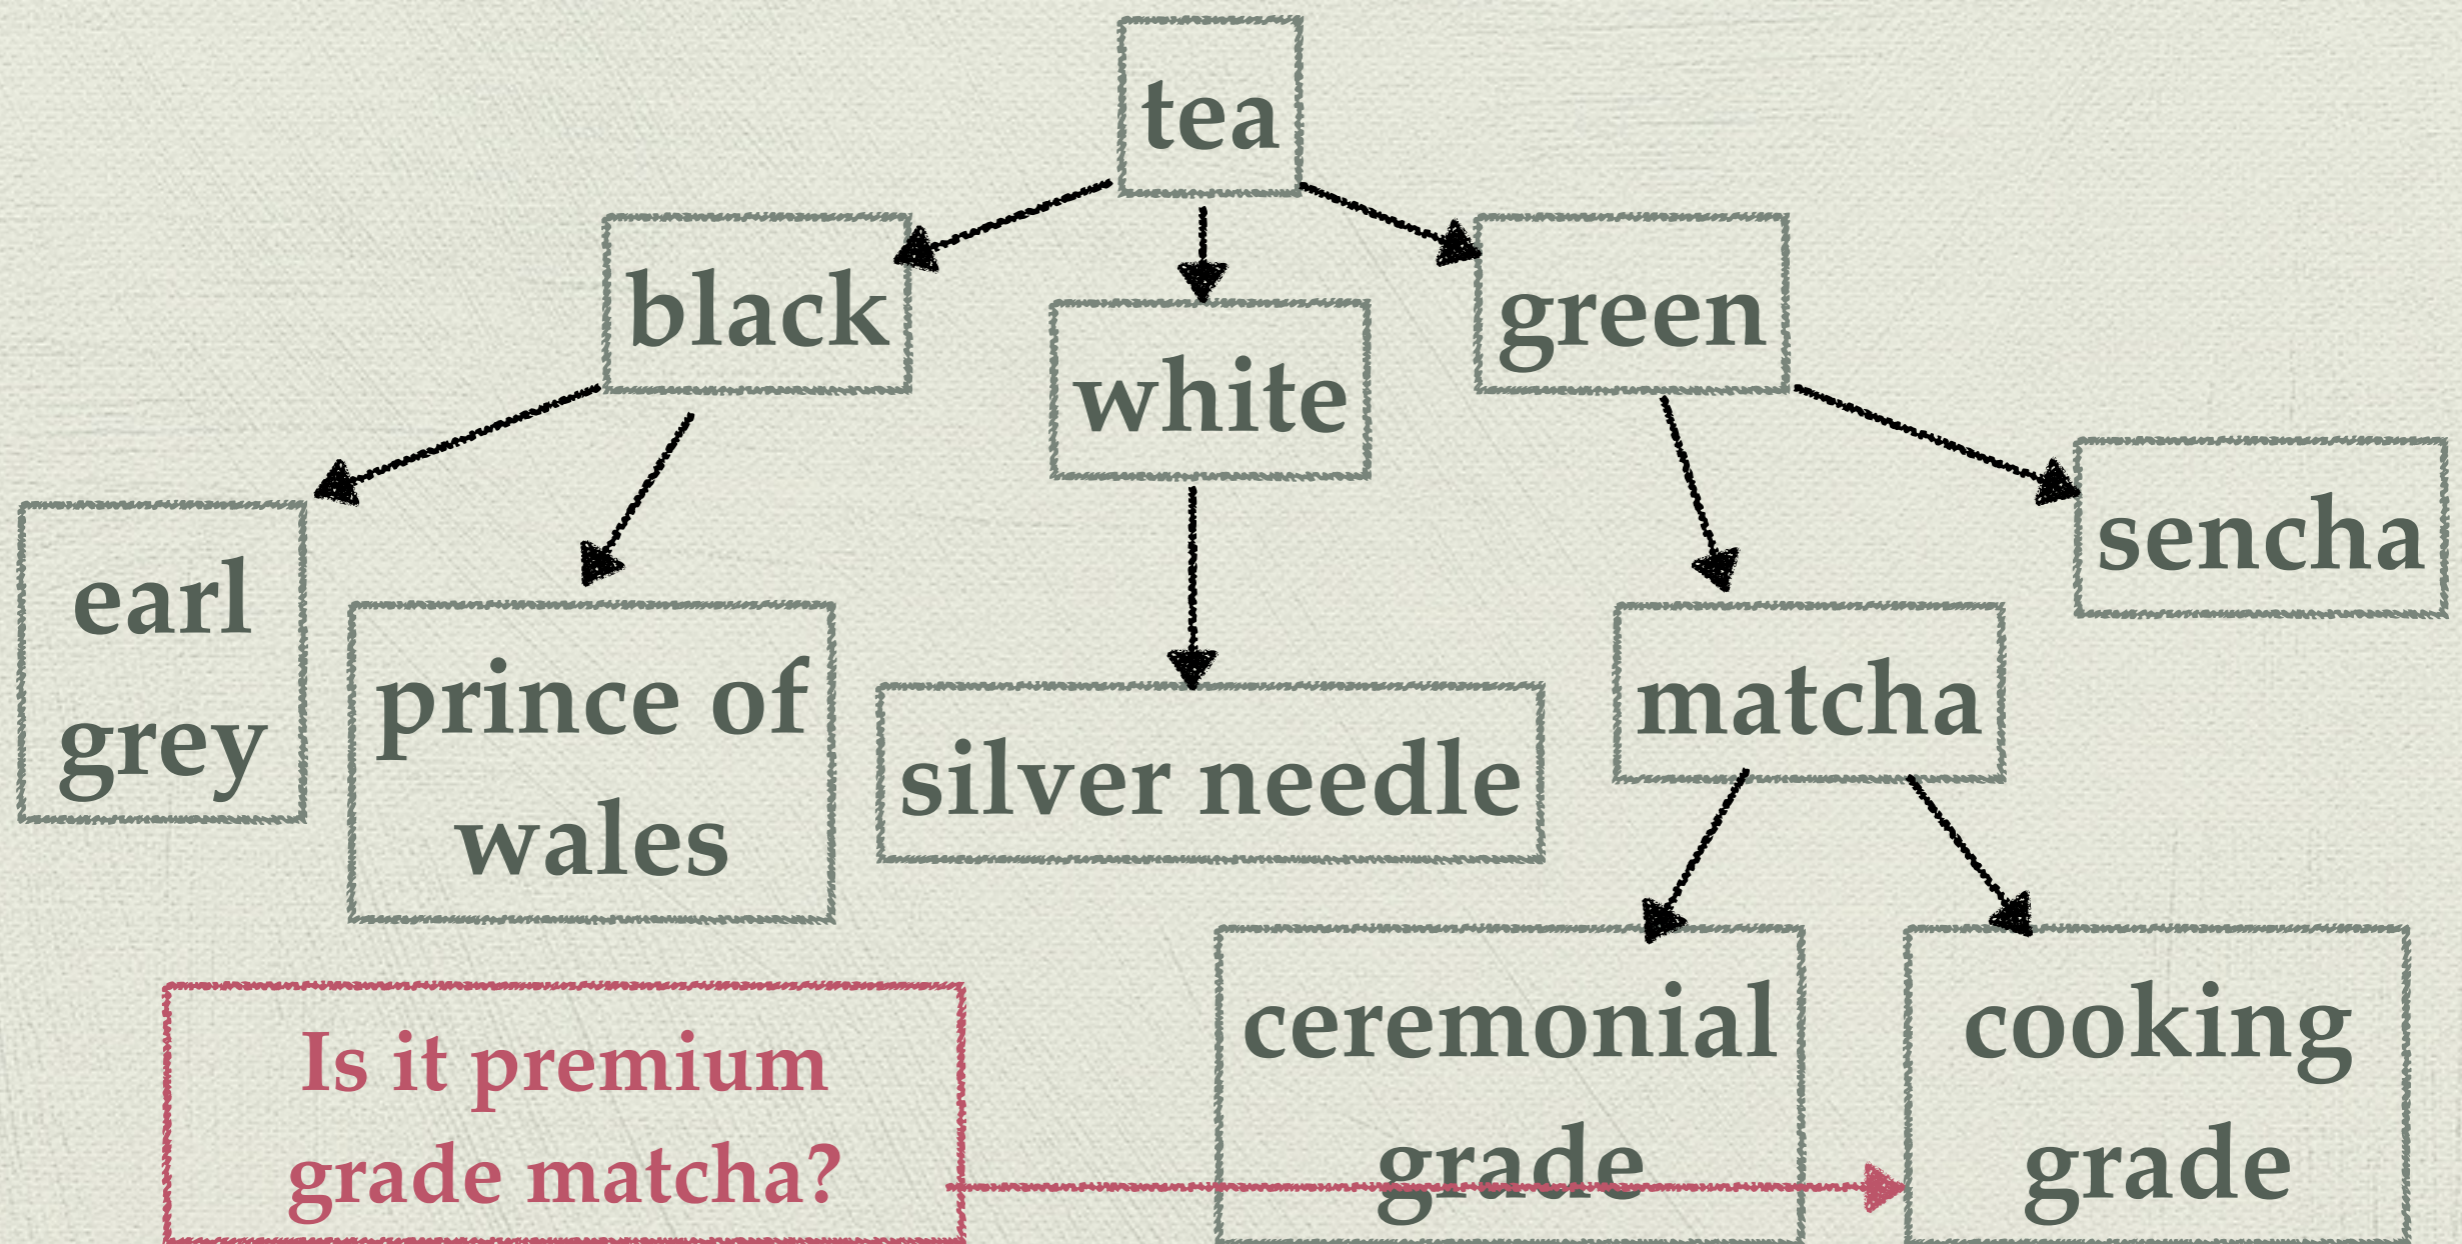 tea
black
white
green
earl
grey
prince of
wales
silver needle
matcha
sencha
ceremonial
grade
cooking
grade
Is it premium
grade matcha?